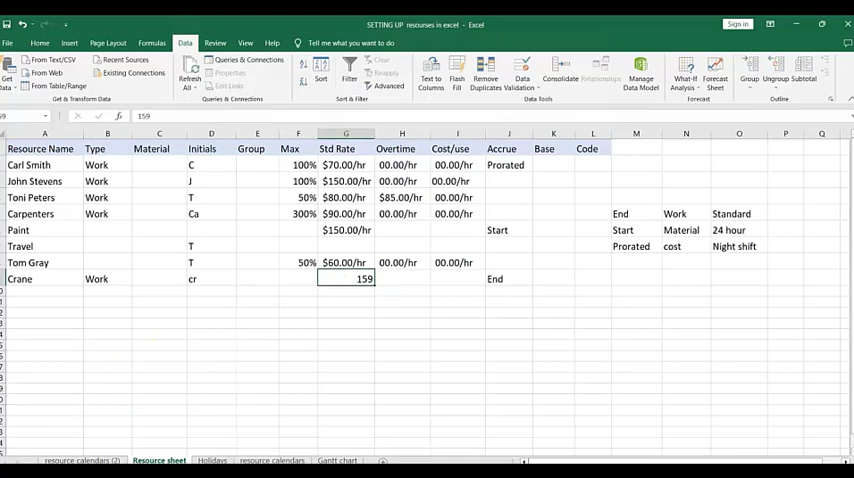 SETTING UP resourses in excel - Excel
Sign in
File Home Insert Page Layout Formulas Data Review View Help Tell me what you want to do
From Text/CSV Recent Sources Queries & Connections Clear
From Web Existing Connections Properties Reapply
From Table/Range Edit Links Advanced
Get Data Refresh All Sort Filter Text to Columns Flash Fill Remove Duplicates Data Validation Consolidate Relationships Manage Data Model What-If Analysis Forecast Sheet Group Ungroup Subtotal
Get & Transform Data Queries & Connections Sort & Filter Data Tools Forecast Outline
fx 159
A B C D E F G H I J K L M N O P Q
Resource Name Type Material Initials Group Max Std Rate Overtime Cost/use Accrue Base Code
Carl Smith Work C 100% $70.00/hr 00.00/hr 00.00/hr Prorated
John Stevens Work J 100% $150.00/hr 00.00/hr 00.00/hr
Toni Peters Work T 50% $80.00/hr $85.00/hr 00.00/hr
Carpenters Work Ca 300% $90.00/hr 00.00/hr 00.00/hr End Work Standard
Paint $150.00/hr Start Start Material 24 hour
Travel T Prorated cost Night shift
Tom Gray T 50% $60.00/hr 00.00/hr 00.00/hr
Crane Work cr 159 End
resource calendars (2) Resource sheet Holidays resource calendars Gantt chart